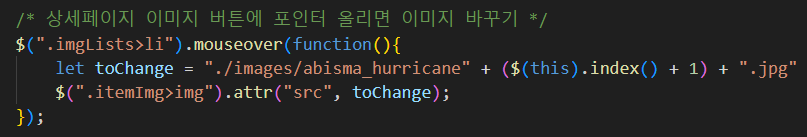 /* 상세페이지 이미지 버튼에 포인터 올리면 이미지 바꾸기 */
$(".imgLists>li").mouseover(function(){
let toChange = "./images/abisma_hurricane" + ($(this).index() + 1) + ".jpg"
$(".itemImg>img").attr("src", toChange);
});